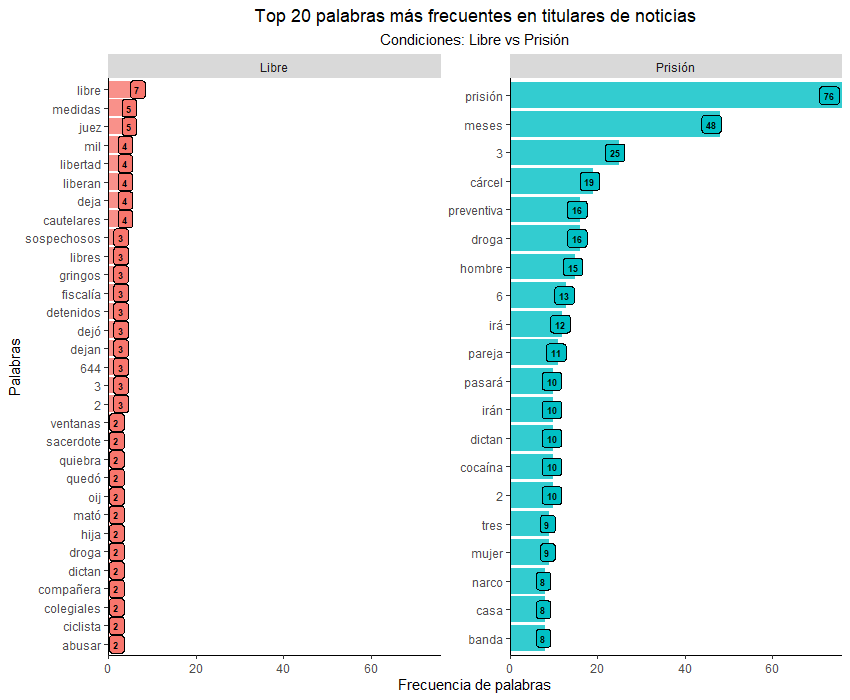 Top 20 palabras más frecuentes en titulares de noticias
Condiciones: Libre vs Prisión
Libre
libre 7
medidas 5
juez 5
mil 4
libertad 4
liberan 4
deja 4
cautelares 4
sospechosos 3
libres 3
gringos 3
fiscalía 3
detenidos 3
dejó 3
dejan 3
644 3
3 3
2 3
ventanas 2
sacerdote 2
quiebra 2
quedó 2
oij 2
mató 2
hija 2
droga 2
dictan 2
compañera 2
colegiales 2
ciclista 2
abusar 2
0 20 40 60
Prisión
prisión 76
meses 48
3 25
cárcel 19
preventiva 16
droga 16
hombre 15
6 13
irá 12
pareja 11
pasará 10
irán 10
dictan 10
cocaína 10
2 10
tres 9
mujer 9
narco 8
casa 8
banda 8
0 20 40 60
Palabras
Frecuencia de palabras